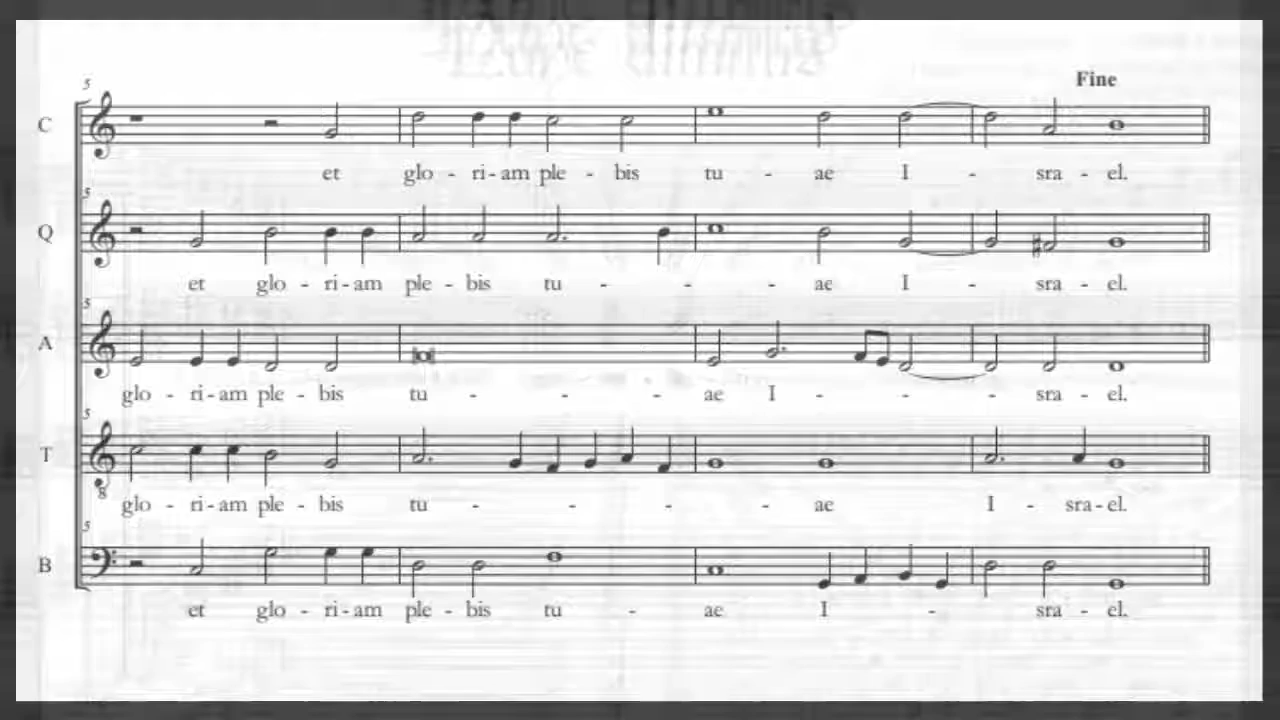 Fine
5
C
et glo - ri - am ple - bis tu - ae I - sra - el.
5
Q
et glo - ri - am ple - bis tu - - - ae I - sra - el.
5
A
glo - ri - am ple - bis tu - - - ae I - - - sra - el.
5
T
8
glo - ri - am ple - bis tu - - - - ae I - sra - el.
5
B
et glo - ri - am ple - bis tu - ae I - sra - el.